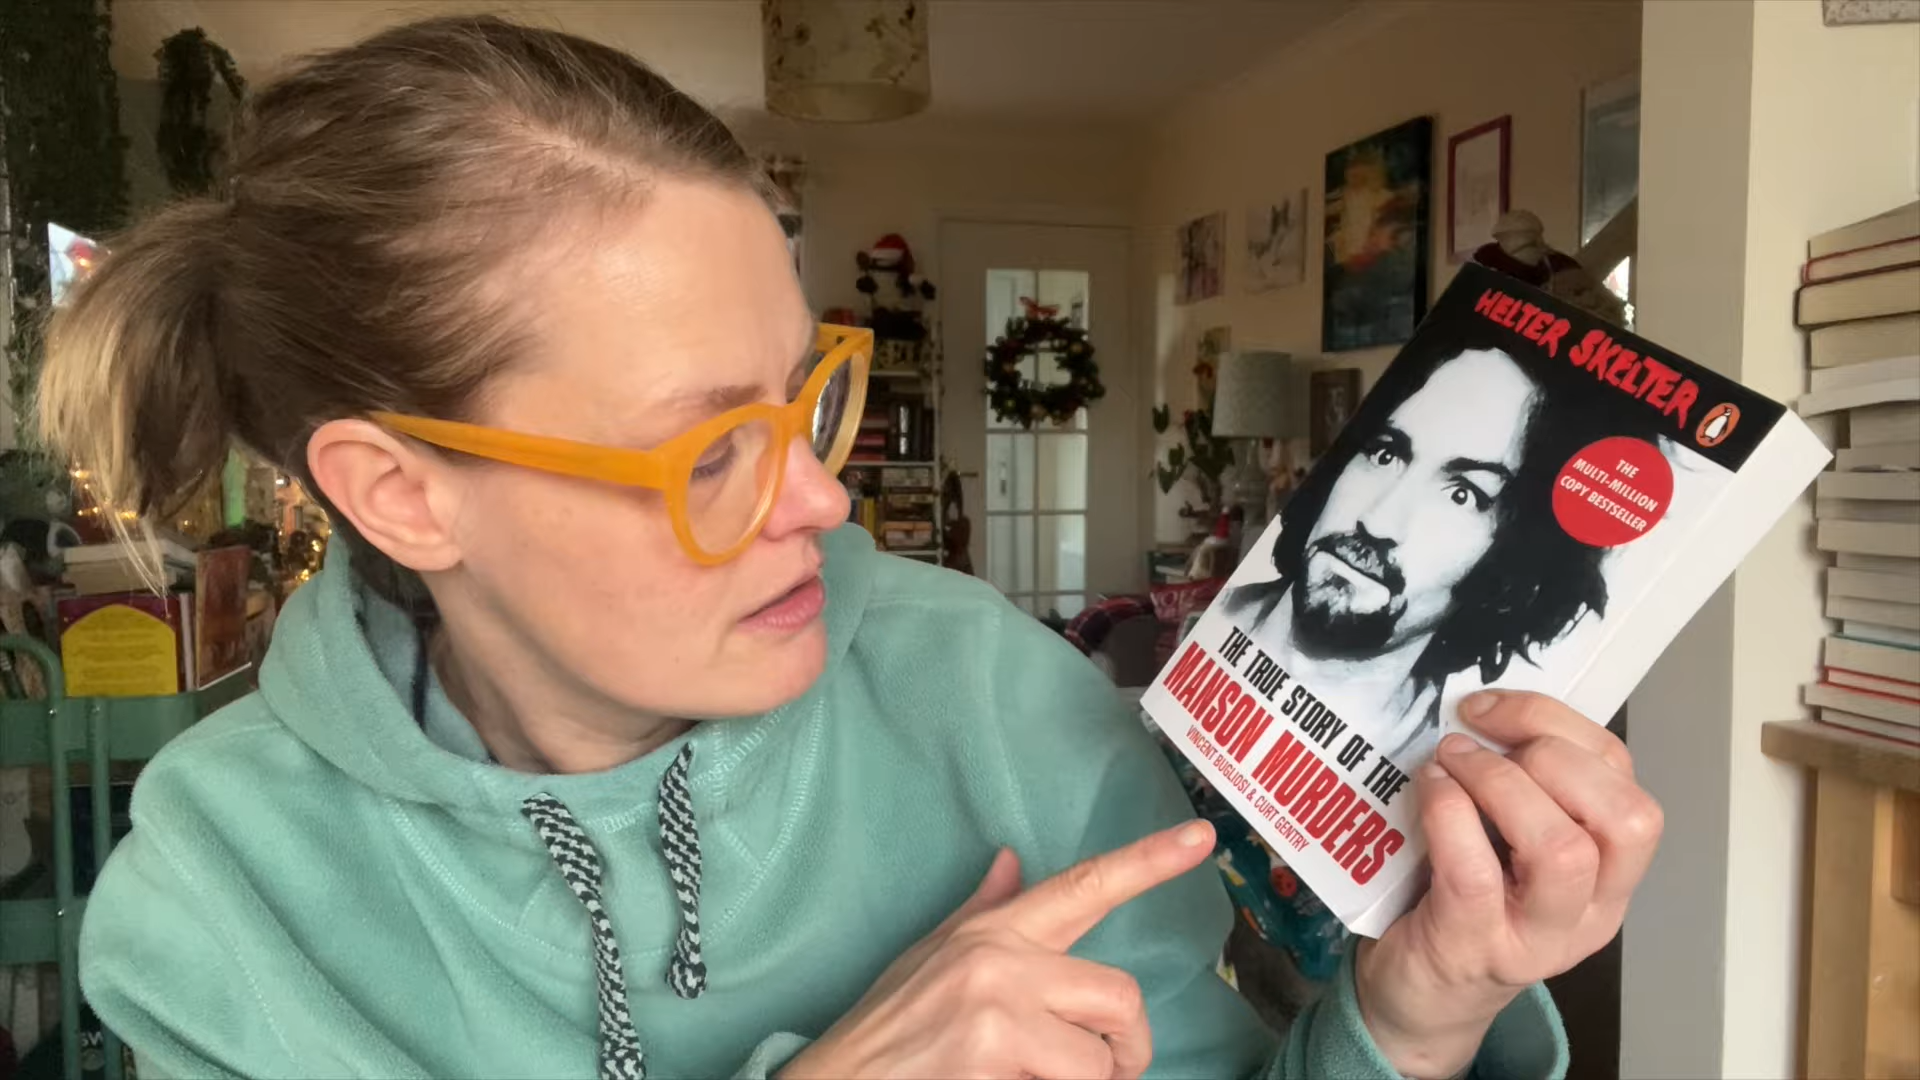 HELTER SKELTER
THE
MULTI-MILLION
COPY BESTSELLER
THE TRUE STORY OF THE
MANSON MURDERS
VINCENT BUGLIOSI & CURT GENTRY